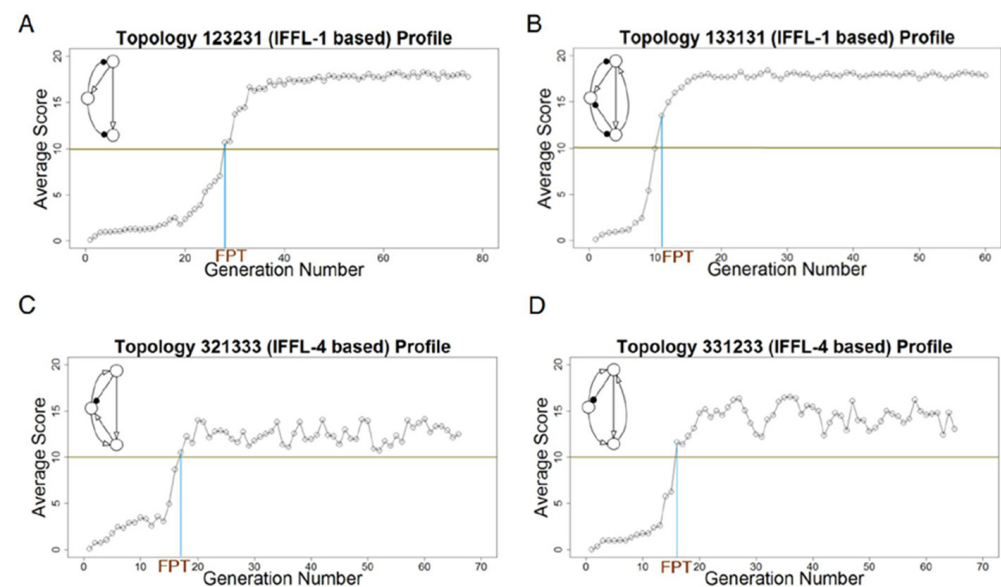 A
Topology 123231 (IFFL-1 based) Profile
Average Score
0
5
10
15
20
0
20
40
60
80
FPT
Generation Number
B
Topology 133131 (IFFL-1 based) Profile
Average Score
0
5
10
15
20
0
10
20
30
40
50
60
FPT
Generation Number
C
Topology 321333 (IFFL-4 based) Profile
Average Score
0
5
10
15
20
0
10
20
30
40
50
60
70
FPT
Generation Number
D
Topology 331233 (IFFL-4 based) Profile
Average Score
0
5
10
15
20
0
10
20
30
40
50
60
70
FPT
Generation Number